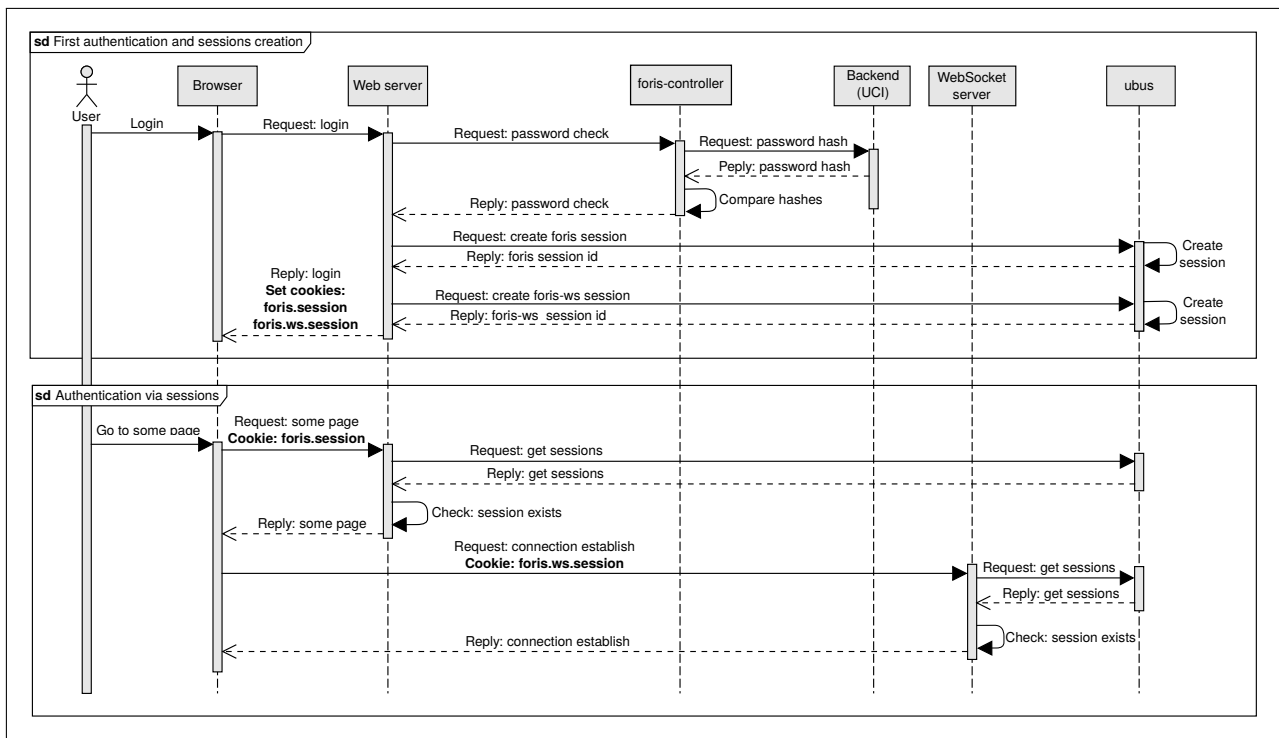 sd First authentication and sessions creation
User
Browser
Web server
foris-controller
Backend
(UCI)
WebSocket
server
ubus
Login
Request: login
Request: password check
Request: password hash
Peply: password hash
Compare hashes
Reply: password check
Request: create foris session
Create
session
Reply: foris session id
Reply: login
Set cookies:
foris.session
foris.ws.session
Request: create foris-ws session
Create
session
Reply: foris-ws session id
sd Authentication via sessions
Go to some page
Request: some page
Cookie: foris.session
Request: get sessions
Reply: get sessions
Check: session exists
Reply: some page
Request: connection establish
Cookie: foris.ws.session
Request: get sessions
Reply: get sessions
Check: session exists
Reply: connection establish